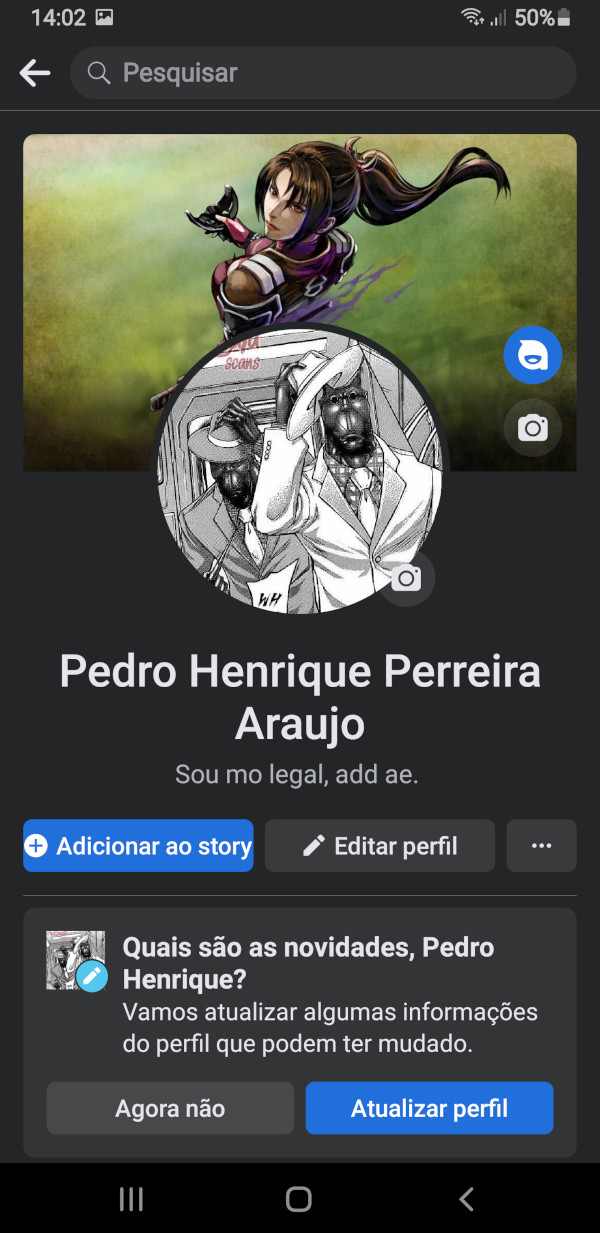 14:02
50%
Pesquisar
scans
WH
Pedro Henrique Perreira
Araujo
Sou mo legal, add ae.
Adicionar ao story
Editar perfil
Quais são as novidades, Pedro
Henrique?
Vamos atualizar algumas informações
do perfil que podem ter mudado.
Agora não
Atualizar perfil